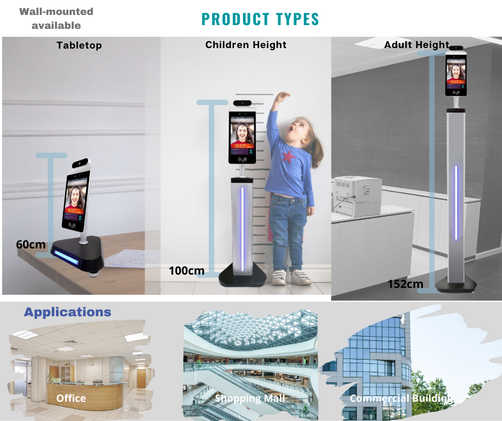 Wall-mounted
available
PRODUCT TYPES
Tabletop
Children Height
Adult Height
60cm
100cm
152cm
Applications
Office
Shopping Mall
Commercial Building